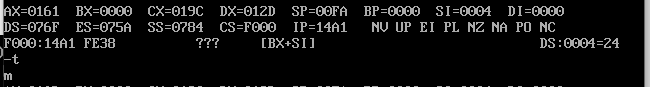 AX=0161 BX=0000 CX=019C DX=012D SP=00FA BP=0000 SI=0004 DI=0000
DS=076F ES=075A SS=0784 CS=F000 IP=14A1 NV UP EI PL NZ NA PO NC
F000:14A1 FE38 ??? [BX+SI] DS:0004=24
-t
m